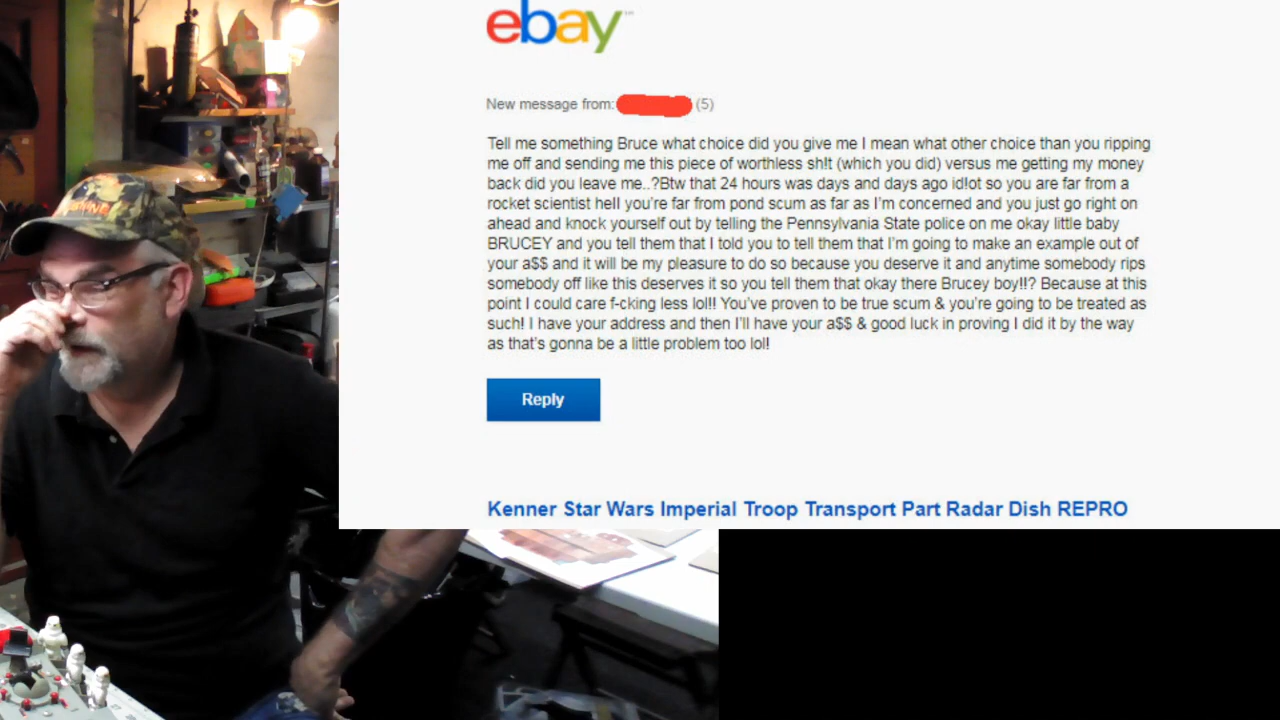 ebay
New message from: (5)
Tell me something Bruce what choice did you give me I mean what other choice than you ripping
me off and sending me this piece of worthless sh!t (which you did) versus me getting my money
back did you leave me..?Btw that 24 hours was days and days ago id!ot so you are far from a
rocket scientist hell you're far from pond scum as far as I'm concerned and you just go right on
ahead and knock yourself out by telling the Pennsylvania State police on me okay little baby
BRUCEY and you tell them that I told you to tell them that I'm going to make an example out of
your a$$ and it will be my pleasure to do so because you deserve it and anytime somebody rips
somebody off like this deserves it so you tell them that okay there Brucey boy!!? Because at this
point I could care f-cking less lol!! You've proven to be true scum & you're going to be treated as
such! I have your address and then I'll have your a$$ & good luck in proving I did it by the way
as that's gonna be a little problem too lol!
Reply
Kenner Star Wars Imperial Troop Transport Part Radar Dish REPRO